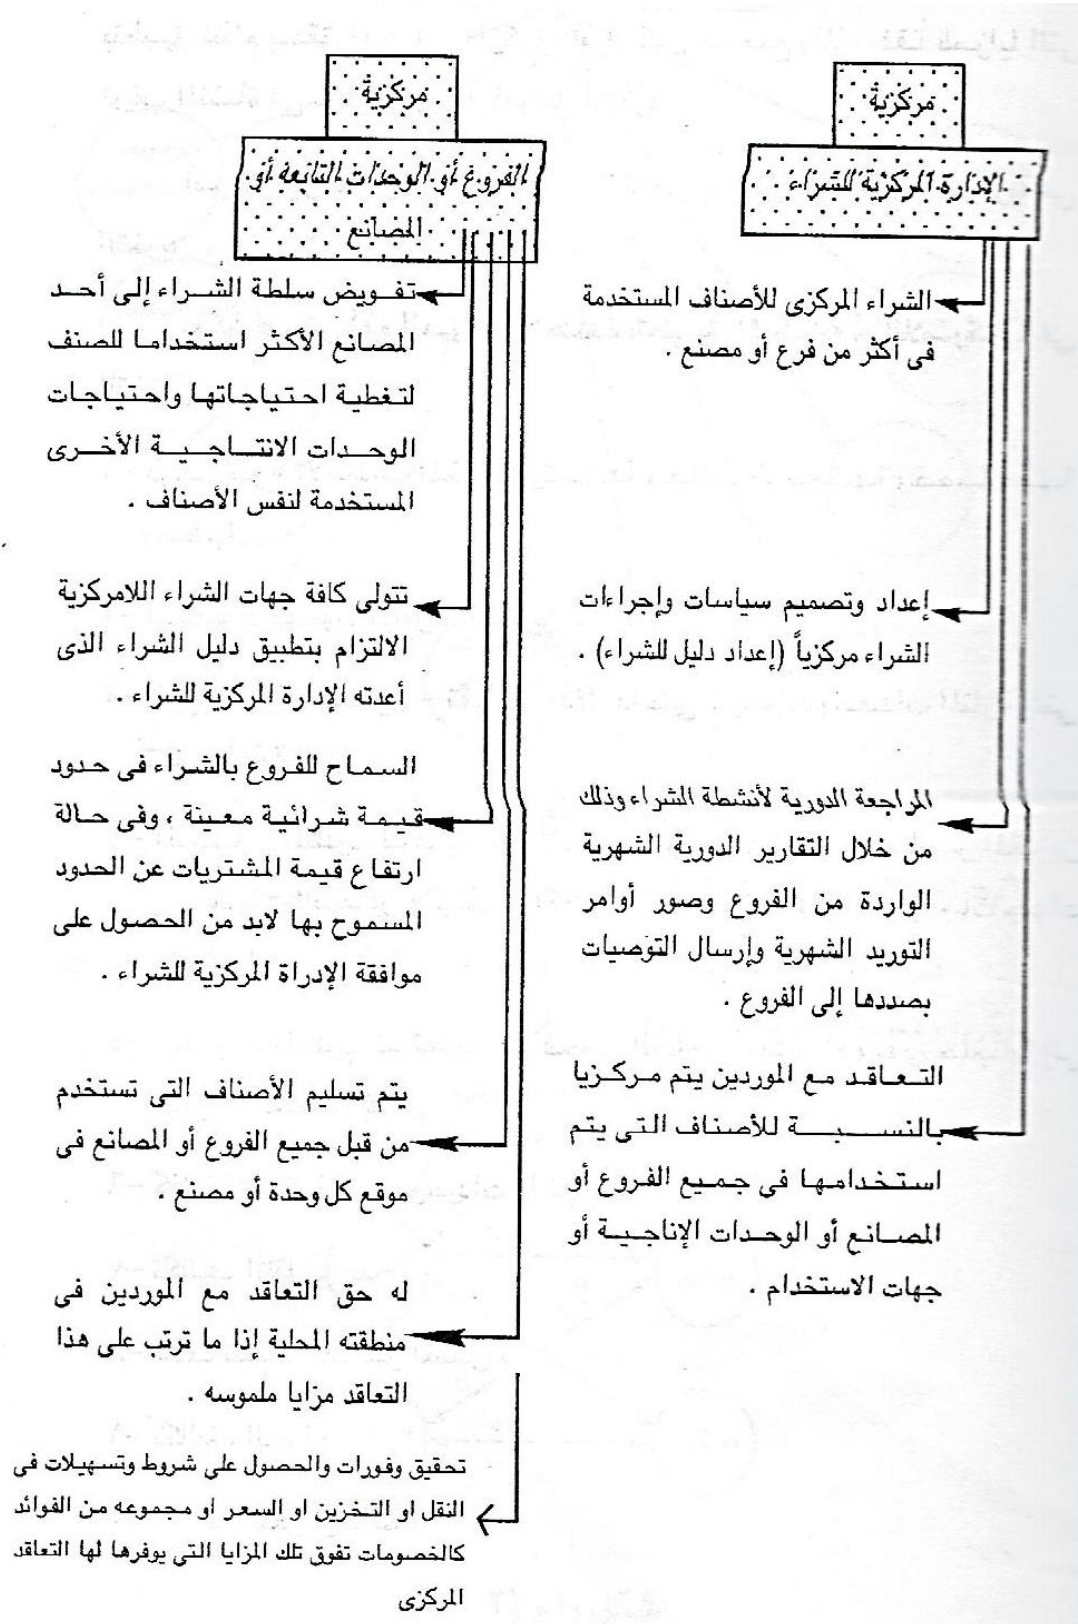 مركزية
الإدارة المركزية للشراء
الشراء المركزى للأصناف المستخدمة
فى أكثر من فرع أو مصنع .
إعداد وتصميم سياسات وإجراءات
الشراء مركزياً (إعداد دليل للشراء) .
المراجعة الدورية لأنشطة الشراء وذلك
من خلال التقارير الدورية الشهرية
الواردة من الفروع وصور أوامر
التوريد الشهرية وإرسال التوصيات
بصددها إلى الفروع .
التعاقد مع الموردين يتم مركزيا
بالنسبة للأصناف التى يتم
استخدامها فى جميع الفروع أو
المصانع أو الوحدات الإناجية أو
جهات الاستخدام .
مركزية
الفروع أو الوحدات التابعة أو
المصانع
تفويض سلطة الشراء إلى أحد
المصانع الأكثر استخداما للصنف
لتغطية احتياجاتها واحتياجات
الوحدات الانتاجية الأخرى
المستخدمة لنفس الأصناف .
تتولى كافة جهات الشراء اللامركزية
الالتزام بتطبيق دليل الشراء الذى
أعدته الإدارة المركزية للشراء .
السماح للفروع بالشراء فى حدود
قيمة شرائية معينة ، وفى حالة
ارتفاع قيمة المشتريات عن الحدود
المسموح بها لابد من الحصول على
موافقة الإدراة المركزية للشراء .
يتم تسليم الأصناف التى تستخدم
من قبل جميع الفروع أو المصانع فى
موقع كل وحدة أو مصنع .
له حق التعاقد مع الموردين فى
منطقته المحلية إذا ما ترتب على هذا
التعاقد مزايا ملموسه .
تحقيق وفورات والحصول على شروط وتسهيلات فى
النقل او التخزين او السعر او مجموعه من الفوائد
كالخصومات تفوق تلك المزايا التى يوفرها لها التعاقد
المركزى